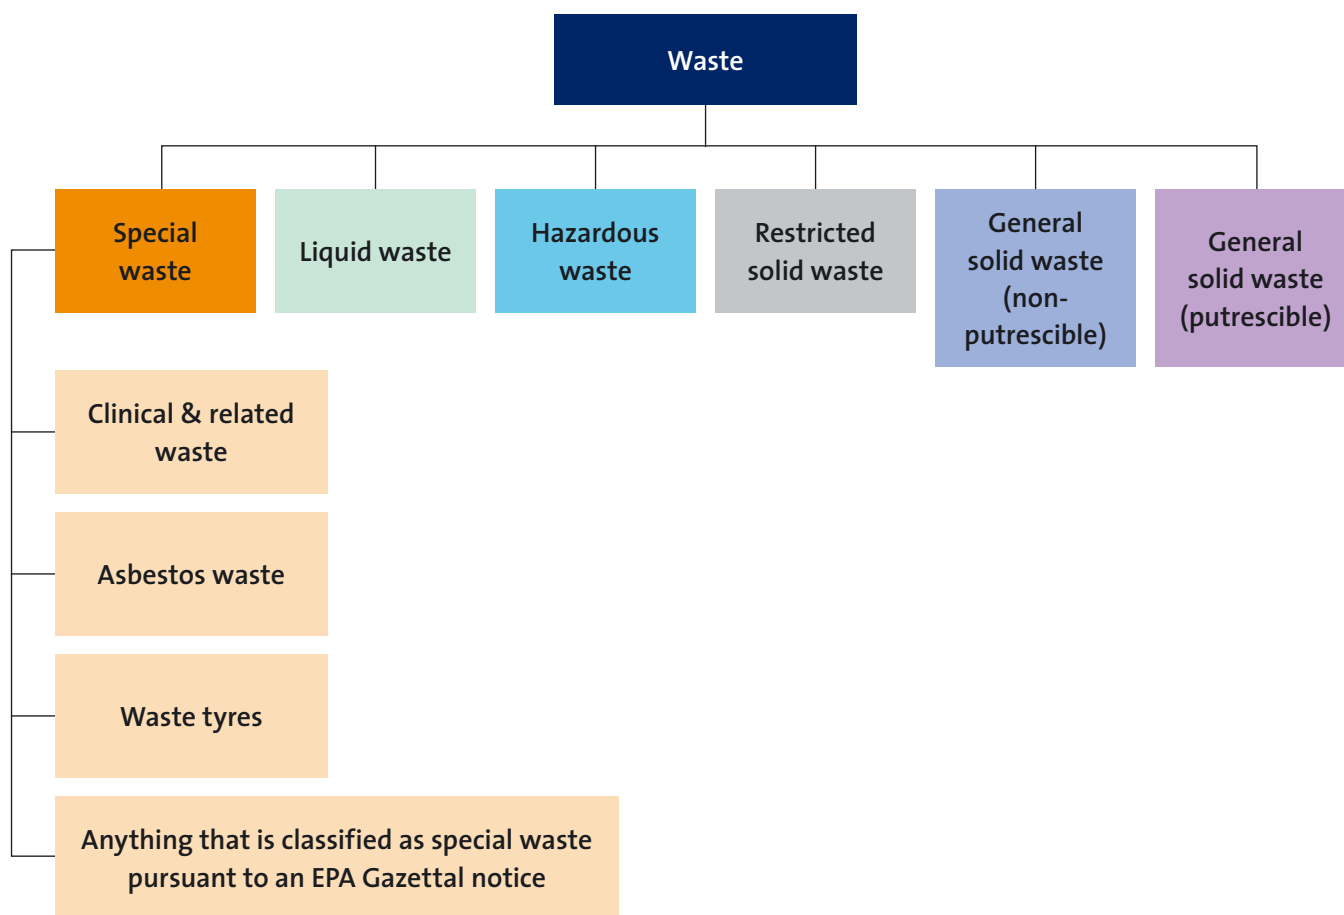 Waste
Special
waste
Liquid waste
Hazardous
waste
Restricted
solid waste
General
solid waste
(non-
putrescible)
General
solid waste
(putrescible)
Clinical & related
waste
Asbestos waste
Waste tyres
Anything that is classified as special waste
pursuant to an EPA Gazettal notice